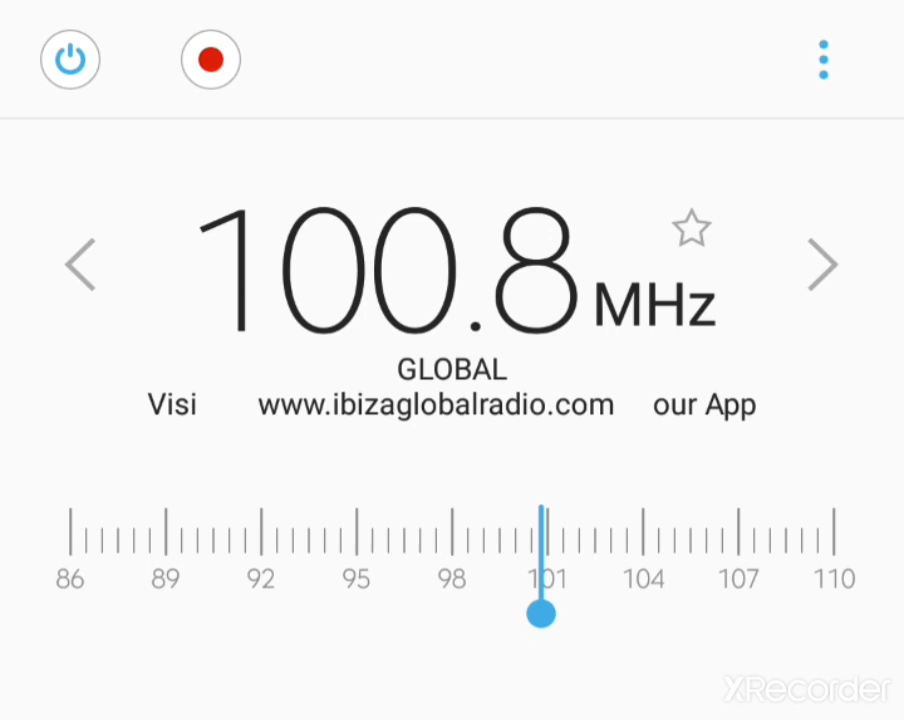 100.8 MHz
GLOBAL
Visi www.ibizaglobalradio.com our App
86 89 92 95 98 101 104 107 110
XRecorder